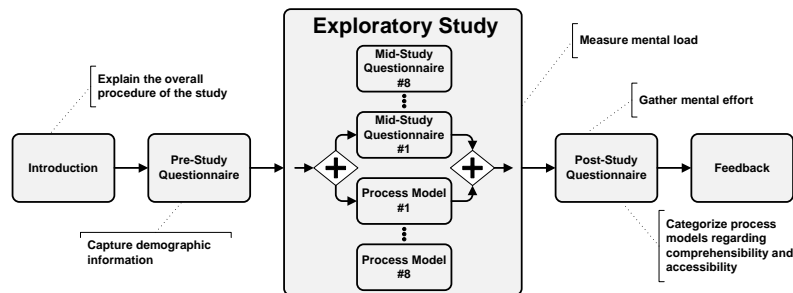 Exploratory Study
Explain the overall
procedure of the study
Introduction
Pre-Study
Questionnaire
Capture demographic
information
Mid-Study
Questionnaire
#8
Mid-Study
Questionnaire
#1
Process Model
#1
Process Model
#8
Measure mental load
Gather mental effort
Post-Study
Questionnaire
Categorize process
models regarding
comprehensibility and
accessibility
Feedback